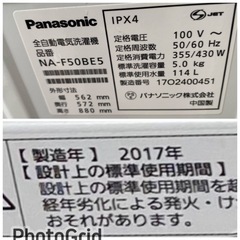 Panasonic
全自動電気洗濯機
品番
NA-F50BE5
外形寸法
幅 562 mm
奥行 572 mm
高さ 880 mm
IPX4
JET
定格電圧 100 V～
定格周波数 50/60 Hz
定格消費電力 355/430 W
標準洗濯容量 5.0 kg
標準使用水量 114 L
製造番号 17O2400451
パナソニック株式会社
中国製
【製造年】2017年
【設計上の標準使用期間】
設計上の標準使用期間を超
経年劣化による発火・け
おそれがあります。
PhotoGrid